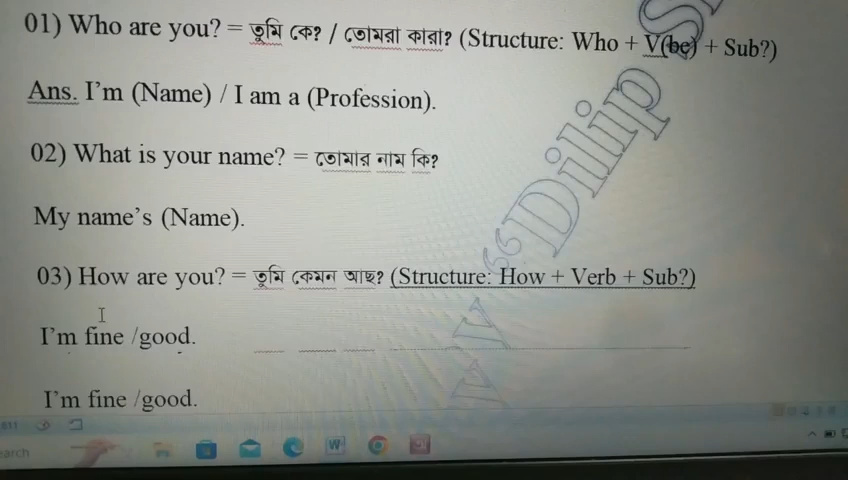 01) Who are you? = তুমি কে? / তোমরা কারা? (Structure: Who + V(be) + Sub?)
Ans. I'm (Name) / I am a (Profession).
02) What is your name? = তোমার নাম কি?
My name's (Name).
03) How are you? = তুমি কেমন আছ? (Structure: How + Verb + Sub?)
I'm fine /good.
I'm fine /good.
“Dilip